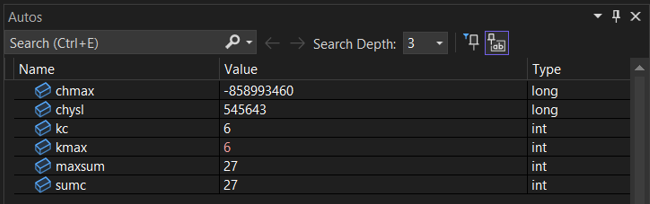 Autos
Search (Ctrl+E) Search Depth: 3
Name Value Type
chmax -858993460 long
chysl 545643 long
kc 6 int
kmax 6 int
maxsum 27 int
sumc 27 int